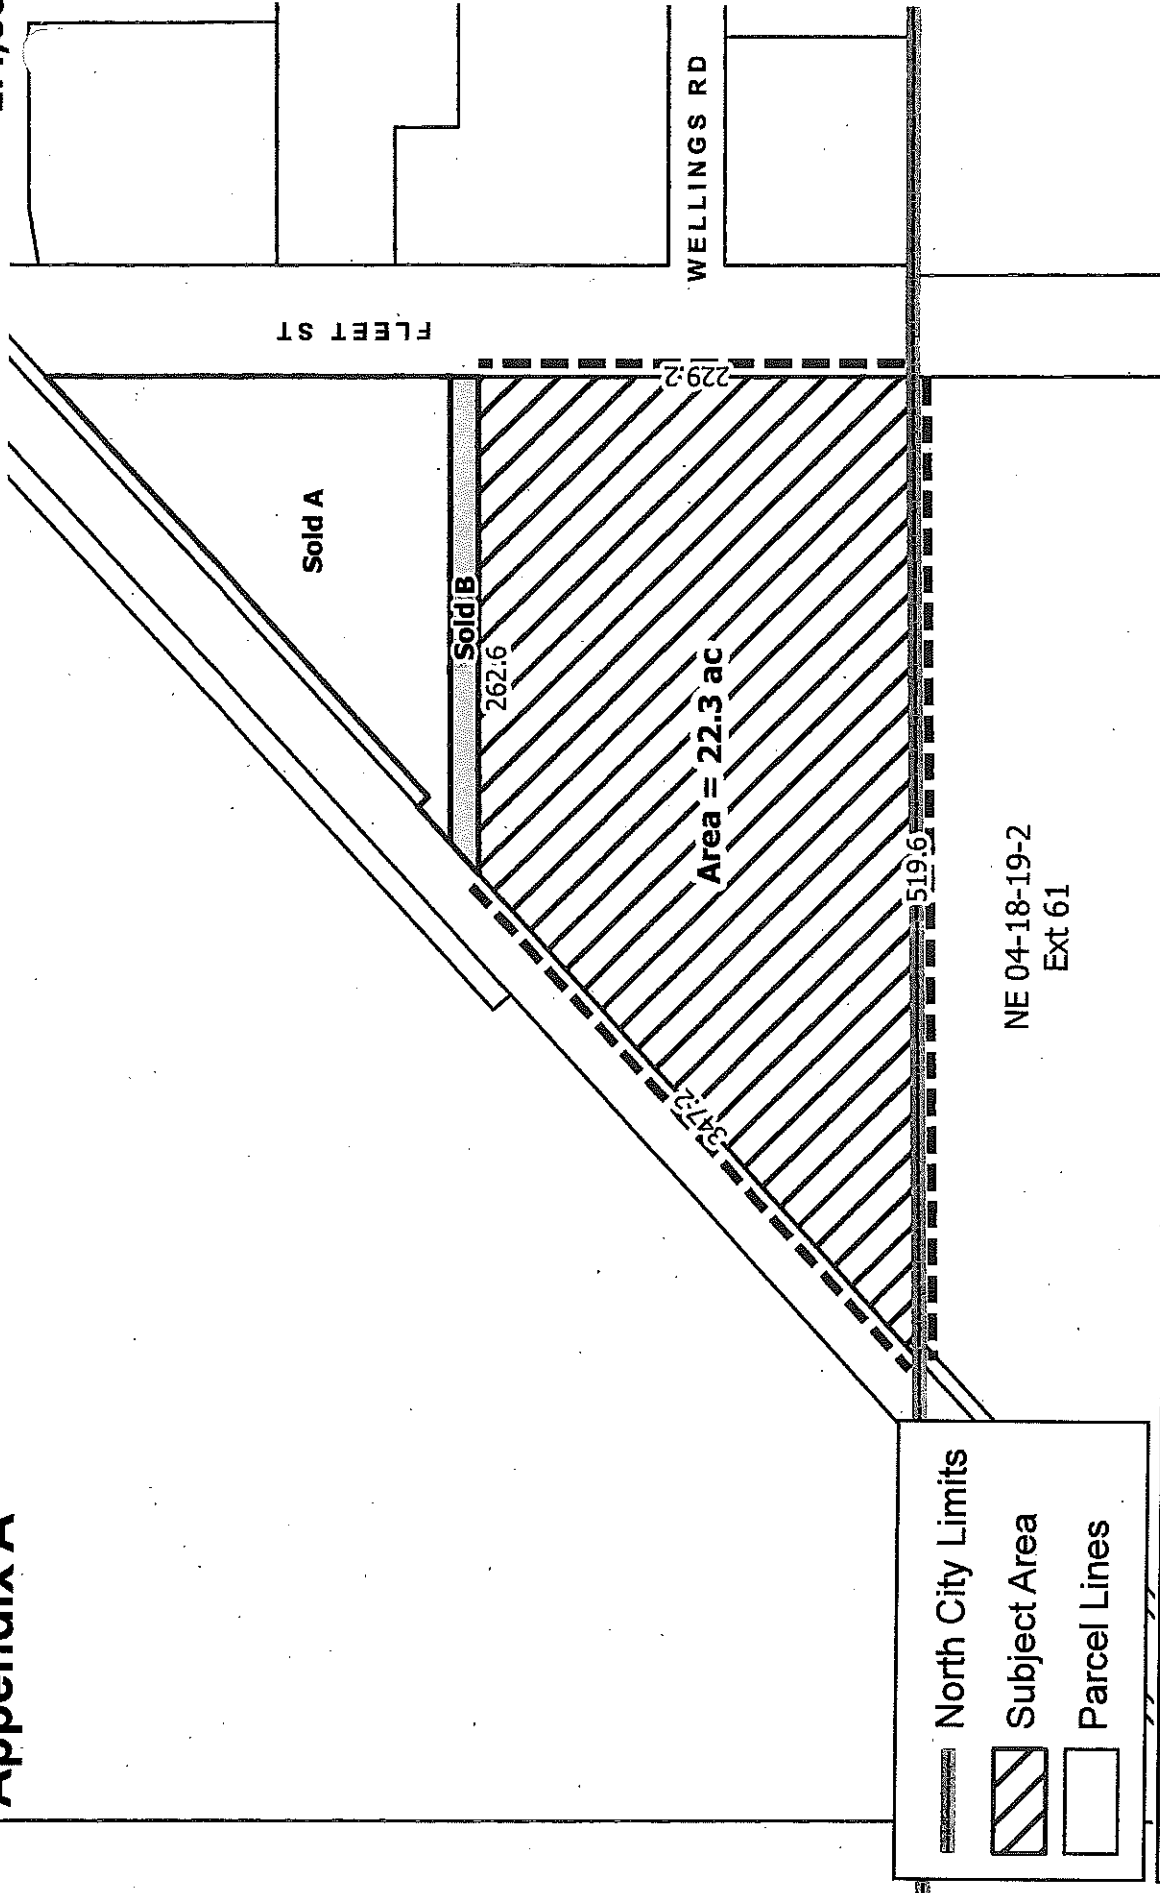 Appendix A
FLEET ST
WELLINGS RD
Sold A
Sold B
262.6
229.2
Area = 22.3 ac
347.2
519.6
NE 04-18-19-2
Ext 61
North City Limits
Subject Area
Parcel Lines